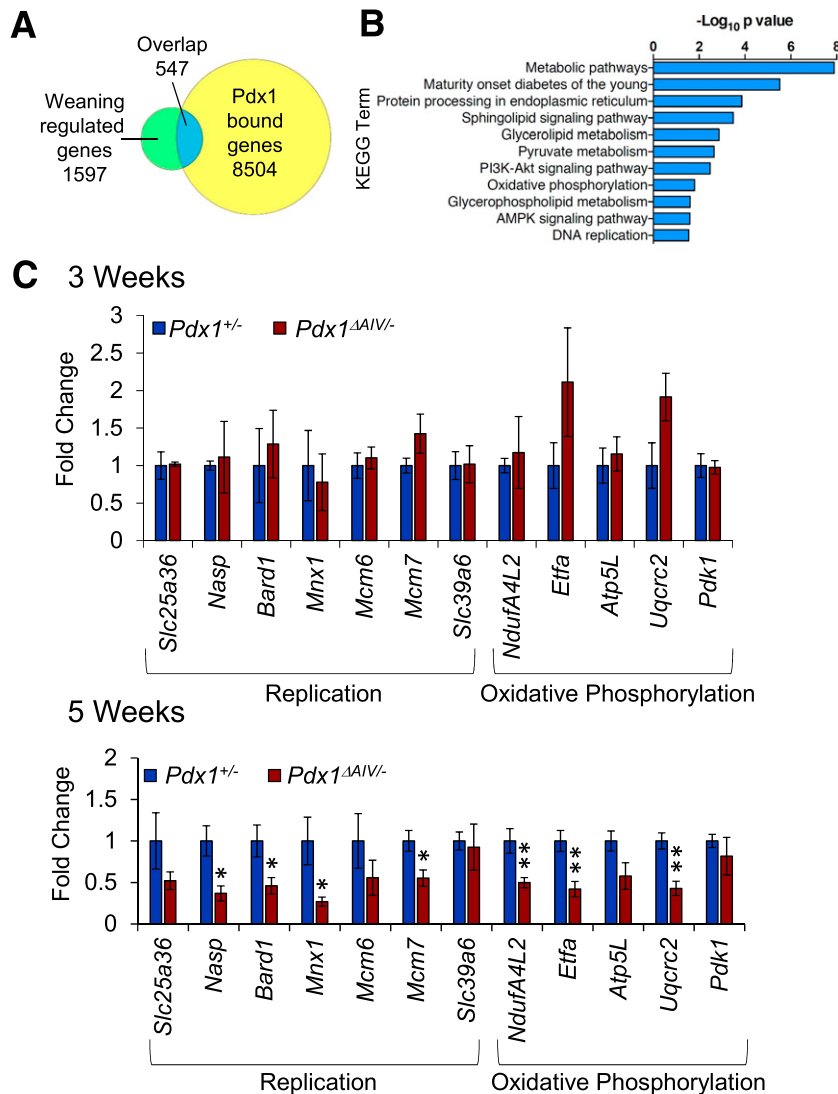 A
Overlap
547
Weaning
regulated
genes
1597
Pdx1
bound
genes
8504
B
-Log10 p value
0 2 4 6 8
KEGG Term
Metabolic pathways
Maturity onset diabetes of the young
Protein processing in endoplasmic reticulum
Sphingolipid signaling pathway
Glycerolipid metabolism
Pyruvate metabolism
PI3K-Akt signaling pathway
Oxidative phosphorylation
Glycerophospholipid metabolism
AMPK signaling pathway
DNA replication
C 3 Weeks
Fold Change
3
2.5
2
1.5
1
0.5
0
Pdx1+/- Pdx1ΔAIV/-
Slc25a36 Nasp Bard1 Mnx1 Mcm6 Mcm7 Slc39a6 NdufA4L2 Etfa Atp5L Uqcrc2 Pdk1
Replication Oxidative Phosphorylation
5 Weeks
Fold Change
2
1.5
1
0.5
0
Pdx1+/- Pdx1ΔAIV/-
* * * * ** ** **
Slc25a36 Nasp Bard1 Mnx1 Mcm6 Mcm7 Slc39a6 NdufA4L2 Etfa Atp5L Uqcrc2 Pdk1
Replication Oxidative Phosphorylation